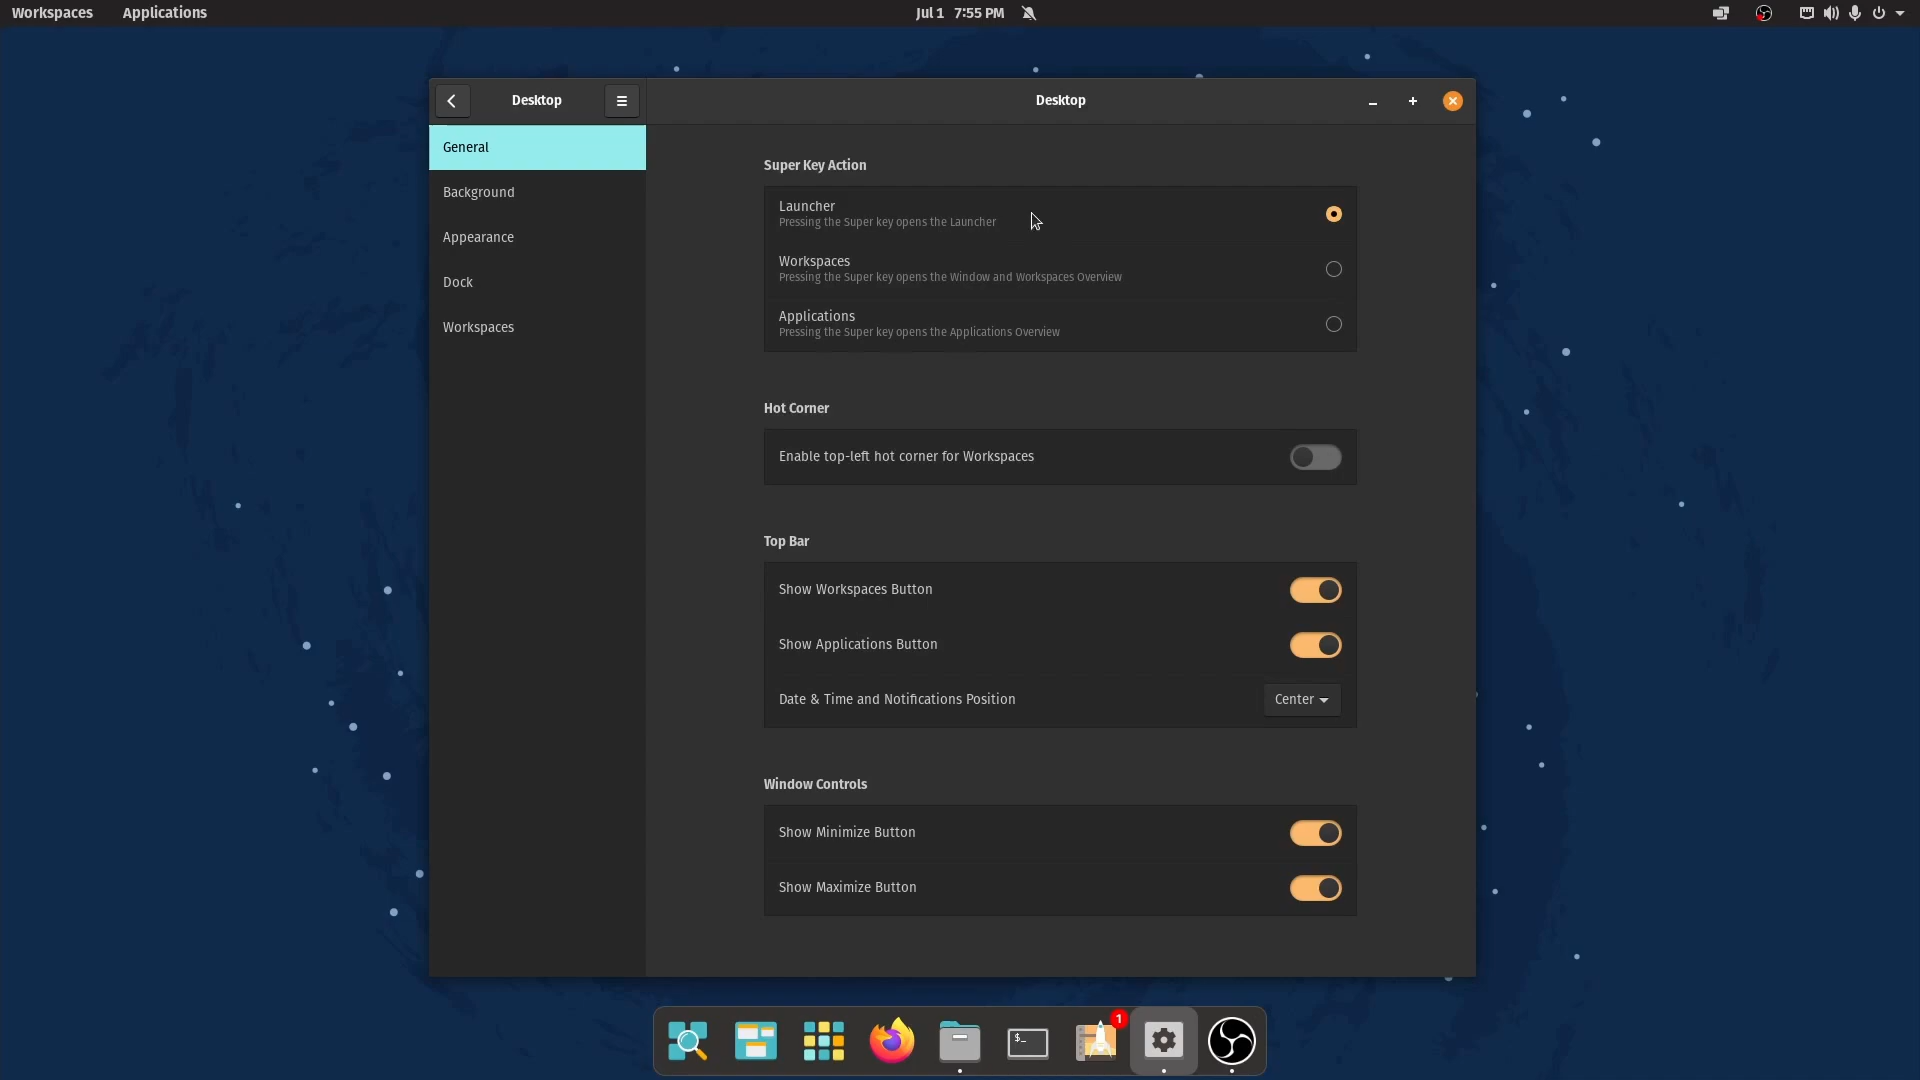 Workspaces Applications Jul 1 7:55 PM
Desktop Desktop
General
Background
Appearance
Dock
Workspaces
Super Key Action
Launcher
Pressing the Super key opens the Launcher
Workspaces
Pressing the Super key opens the Window and Workspaces Overview
Applications
Pressing the Super key opens the Applications Overview
Hot Corner
Enable top-left hot corner for Workspaces
Top Bar
Show Workspaces Button
Show Applications Button
Date & Time and Notifications Position Center
Window Controls
Show Minimize Button
Show Maximize Button
$_
1